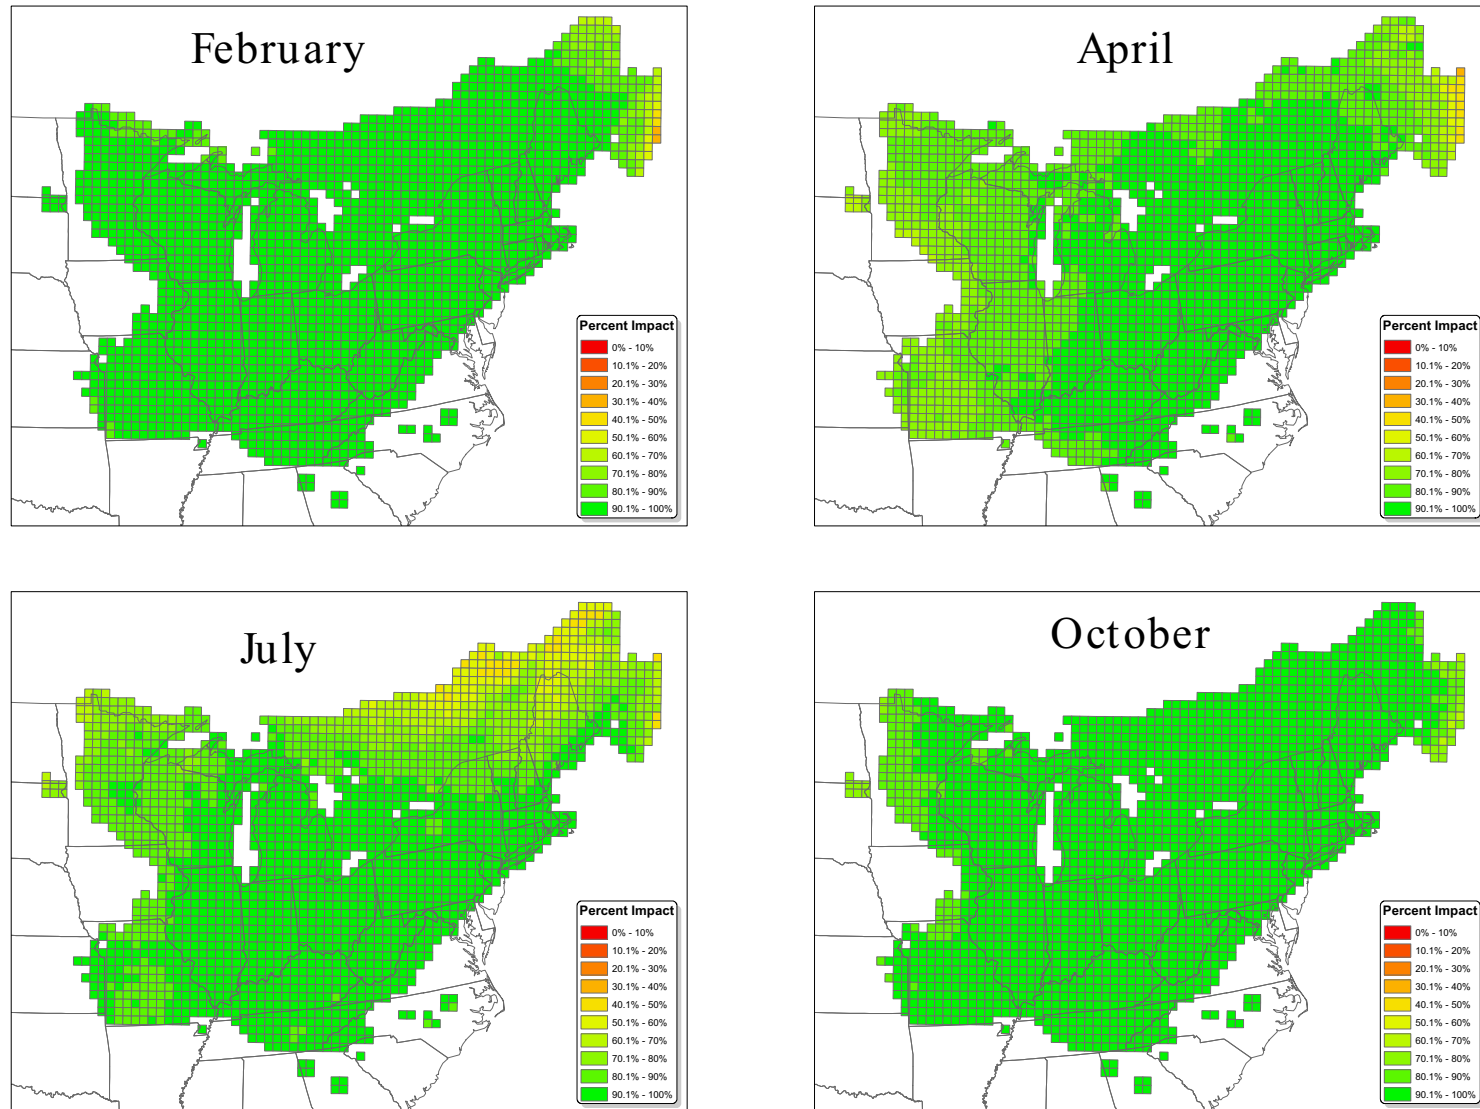 February
Percent Impact
0% - 10%
10.1% - 20%
20.1% - 30%
30.1% - 40%
40.1% - 50%
50.1% - 60%
60.1% - 70%
70.1% - 80%
80.1% - 90%
90.1% - 100%
April
Percent Impact
0% - 10%
10.1% - 20%
20.1% - 30%
30.1% - 40%
40.1% - 50%
50.1% - 60%
60.1% - 70%
70.1% - 80%
80.1% - 90%
90.1% - 100%
July
Percent Impact
0% - 10%
10.1% - 20%
20.1% - 30%
30.1% - 40%
40.1% - 50%
50.1% - 60%
60.1% - 70%
70.1% - 80%
80.1% - 90%
90.1% - 100%
October
Percent Impact
0% - 10%
10.1% - 20%
20.1% - 30%
30.1% - 40%
40.1% - 50%
50.1% - 60%
60.1% - 70%
70.1% - 80%
80.1% - 90%
90.1% - 100%